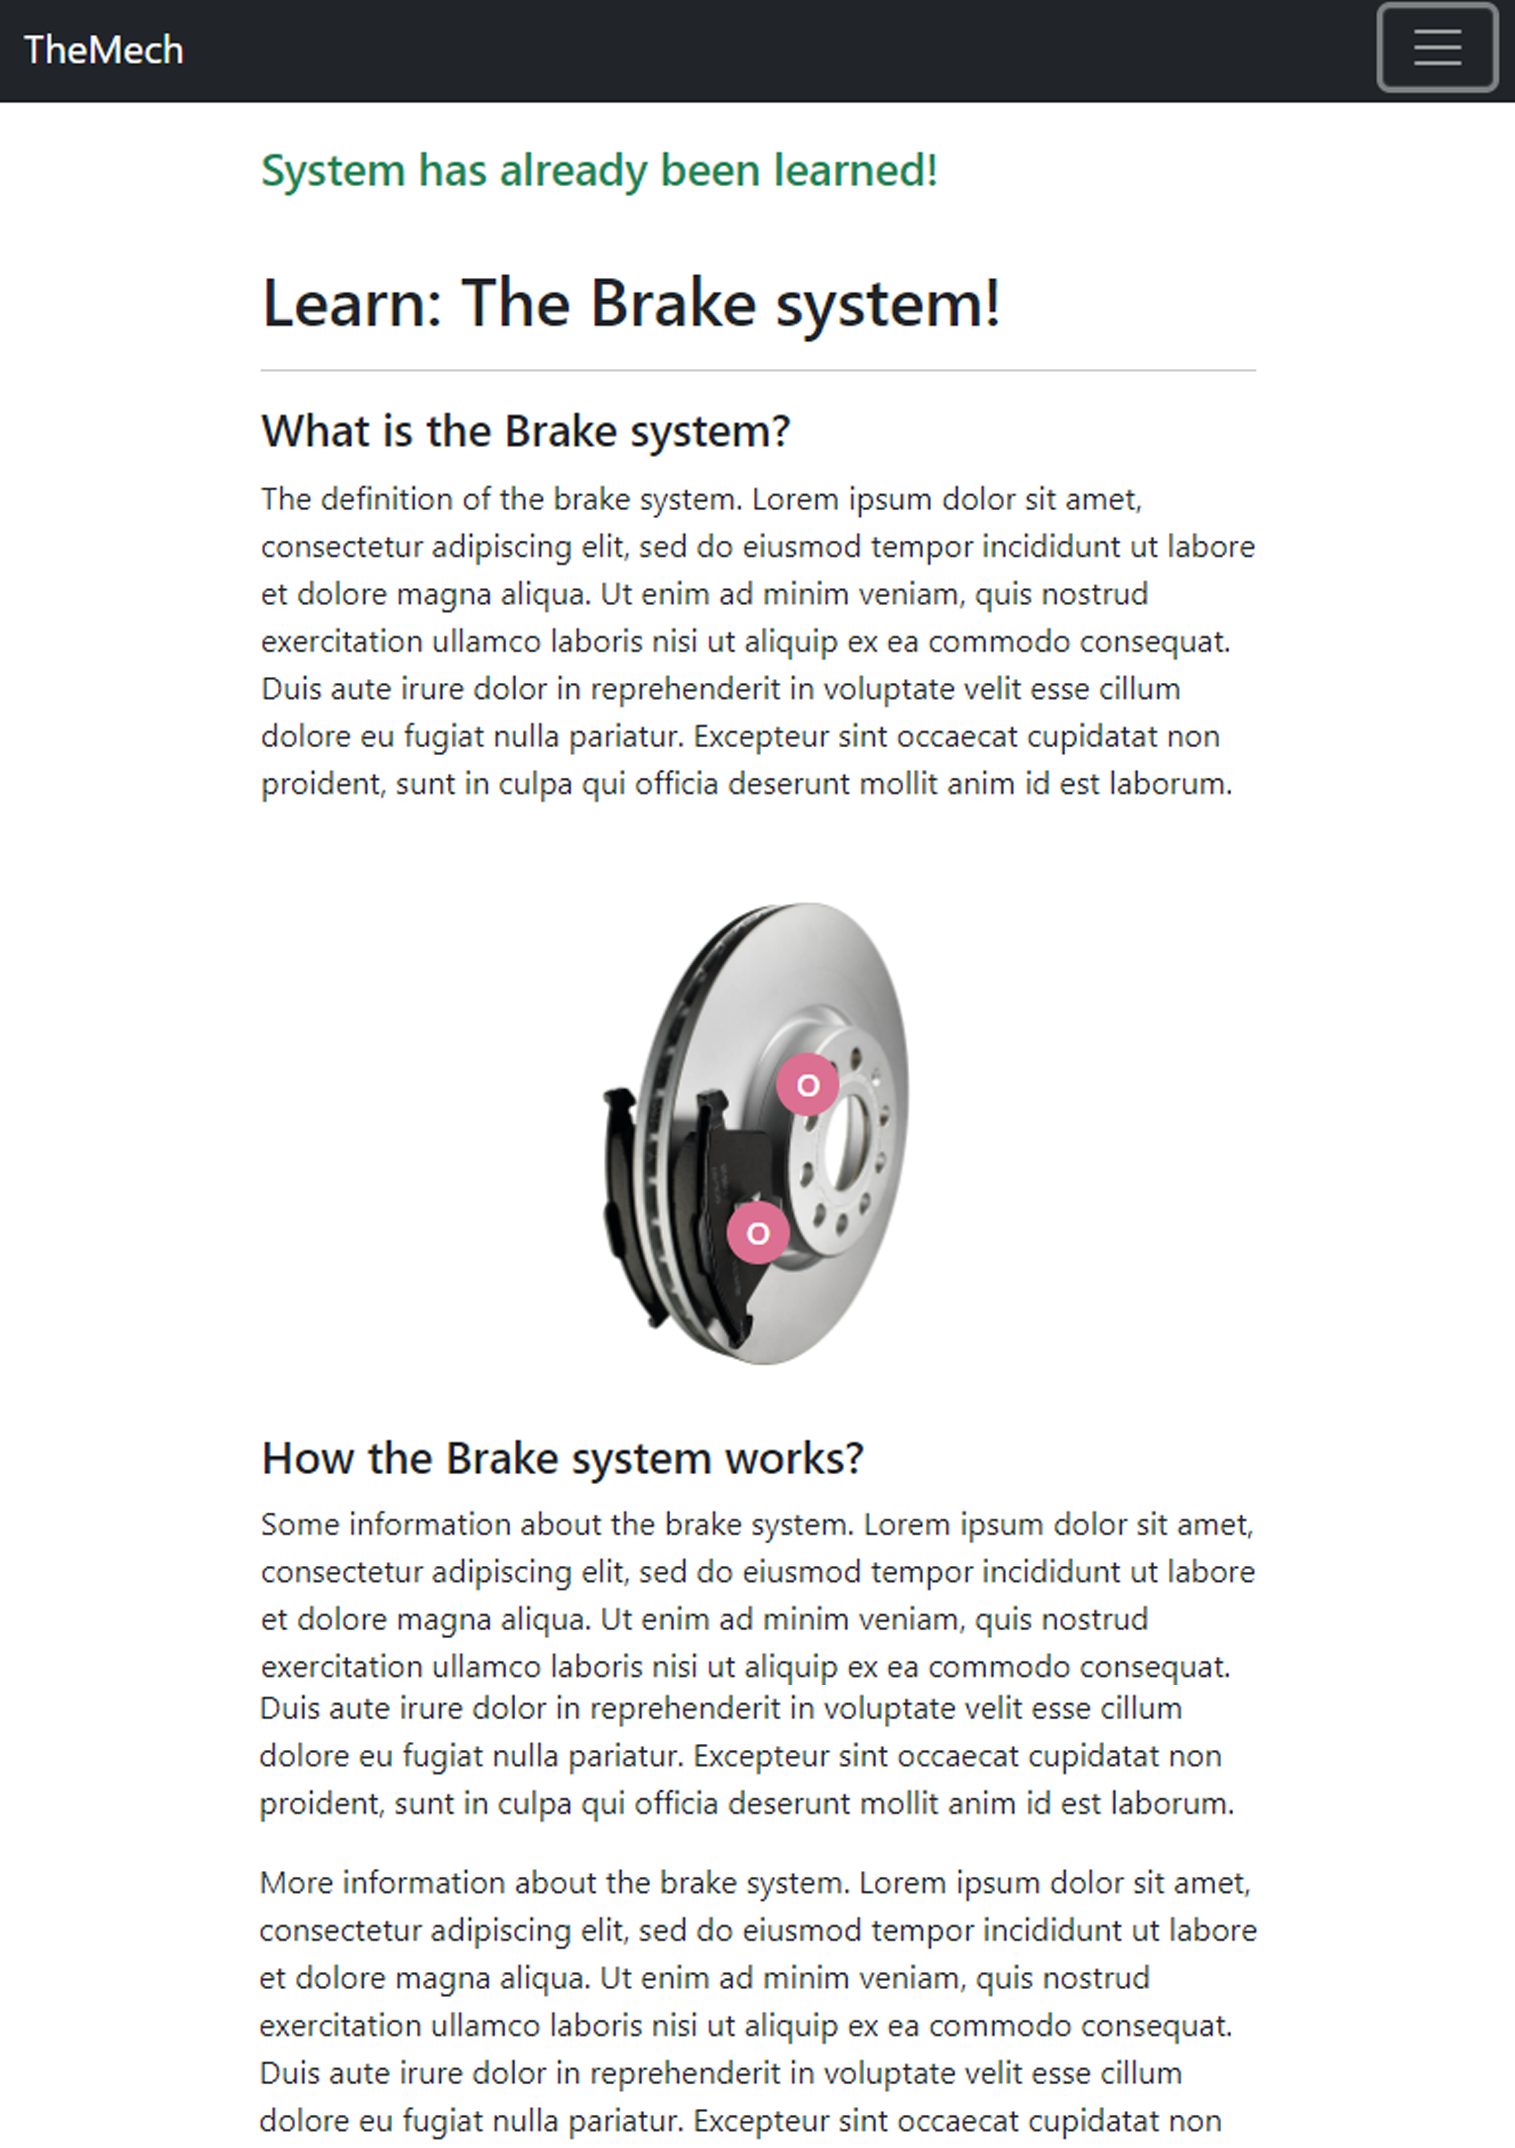 TheMech
System has already been learned!
Learn: The Brake system!
What is the Brake system?
The definition of the brake system. Lorem ipsum dolor sit amet,
consectetur adipiscing elit, sed do eiusmod tempor incididunt ut labore
et dolore magna aliqua. Ut enim ad minim veniam, quis nostrud
exercitation ullamco laboris nisi ut aliquip ex ea commodo consequat.
Duis aute irure dolor in reprehenderit in voluptate velit esse cillum
dolore eu fugiat nulla pariatur. Excepteur sint occaecat cupidatat non
proident, sunt in culpa qui officia deserunt mollit anim id est laborum.
O
O
How the Brake system works?
Some information about the brake system. Lorem ipsum dolor sit amet,
consectetur adipiscing elit, sed do eiusmod tempor incididunt ut labore
et dolore magna aliqua. Ut enim ad minim veniam, quis nostrud
exercitation ullamco laboris nisi ut aliquip ex ea commodo consequat.
Duis aute irure dolor in reprehenderit in voluptate velit esse cillum
dolore eu fugiat nulla pariatur. Excepteur sint occaecat cupidatat non
proident, sunt in culpa qui officia deserunt mollit anim id est laborum.
More information about the brake system. Lorem ipsum dolor sit amet,
consectetur adipiscing elit, sed do eiusmod tempor incididunt ut labore
et dolore magna aliqua. Ut enim ad minim veniam, quis nostrud
exercitation ullamco laboris nisi ut aliquip ex ea commodo consequat.
Duis aute irure dolor in reprehenderit in voluptate velit esse cillum
dolore eu fugiat nulla pariatur. Excepteur sint occaecat cupidatat non